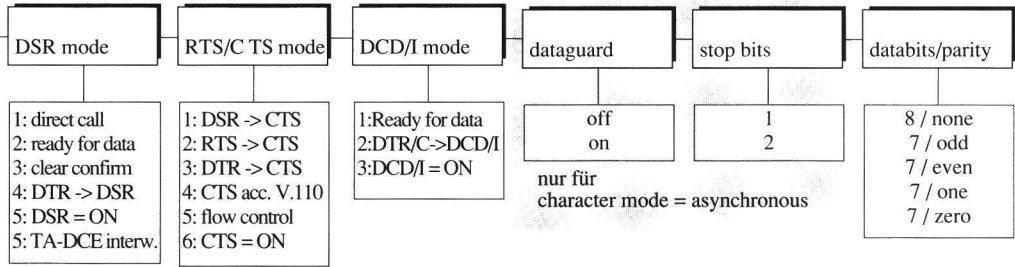 DSR mode
RTS/C TS mode
DCD/I mode
dataguard
stop bits
databits/parity
1: direct call
2: ready for data
3: clear confirm
4: DTR -> DSR
5: DSR = ON
5: TA-DCE interw.
1: DSR -> CTS
2: RTS -> CTS
3: DTR -> CTS
4: CTS acc. V.110
5: flow control
6: CTS = ON
1:Ready for data
2:DTR/C->DCD/I
3:DCD/I = ON
off
on
nur für
character mode = asynchronous
1
2
8 / none
7 / odd
7 / even
7 / one
7 / zero